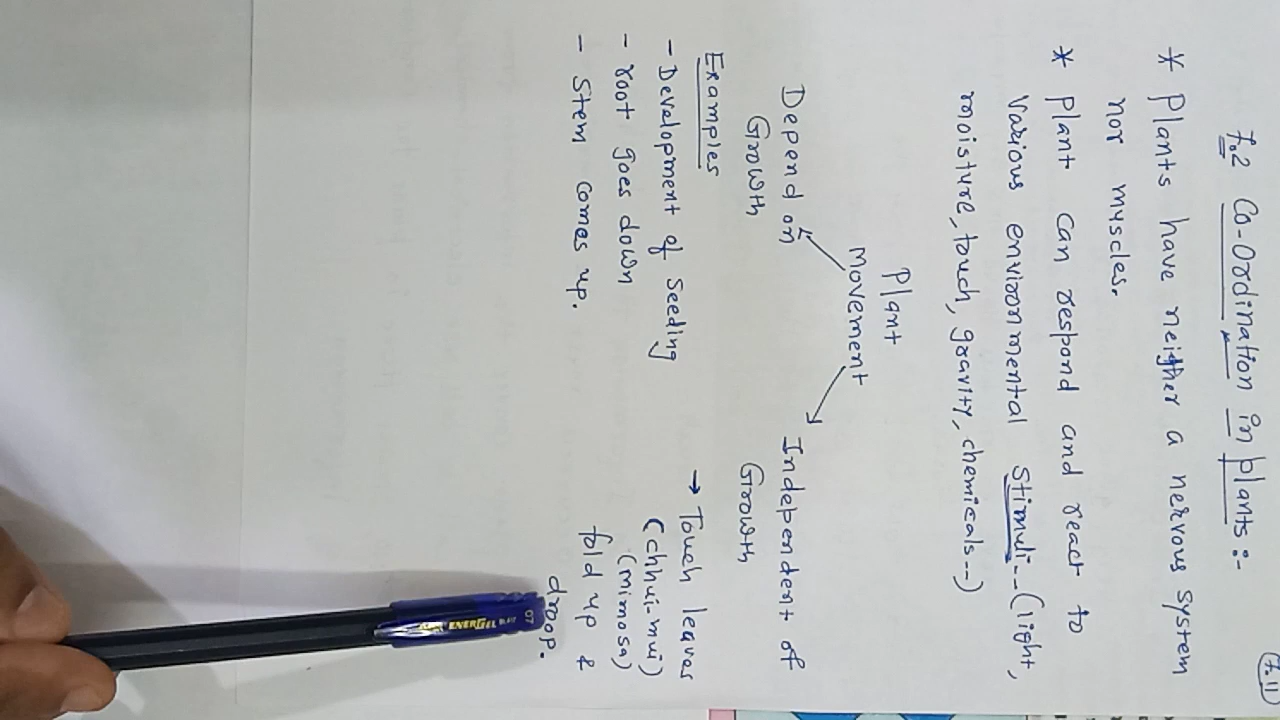 7.11
7.2 Co-Ordination in plants :-
* Plants have neither a nervous system
nor muscles.
* plant can respond and react to
various environmental stimuli -- (light,
moisture, touch, gravity, chemicals --)
Plant
Movement
Depend on
Growth
Examples
- Development of Seeding
- root goes down
- Stem comes up.
Independent of
Growth
→ Touch leaves
(chhui-mui)
(mimosa)
fold up &
droop.
ENERGEL
07